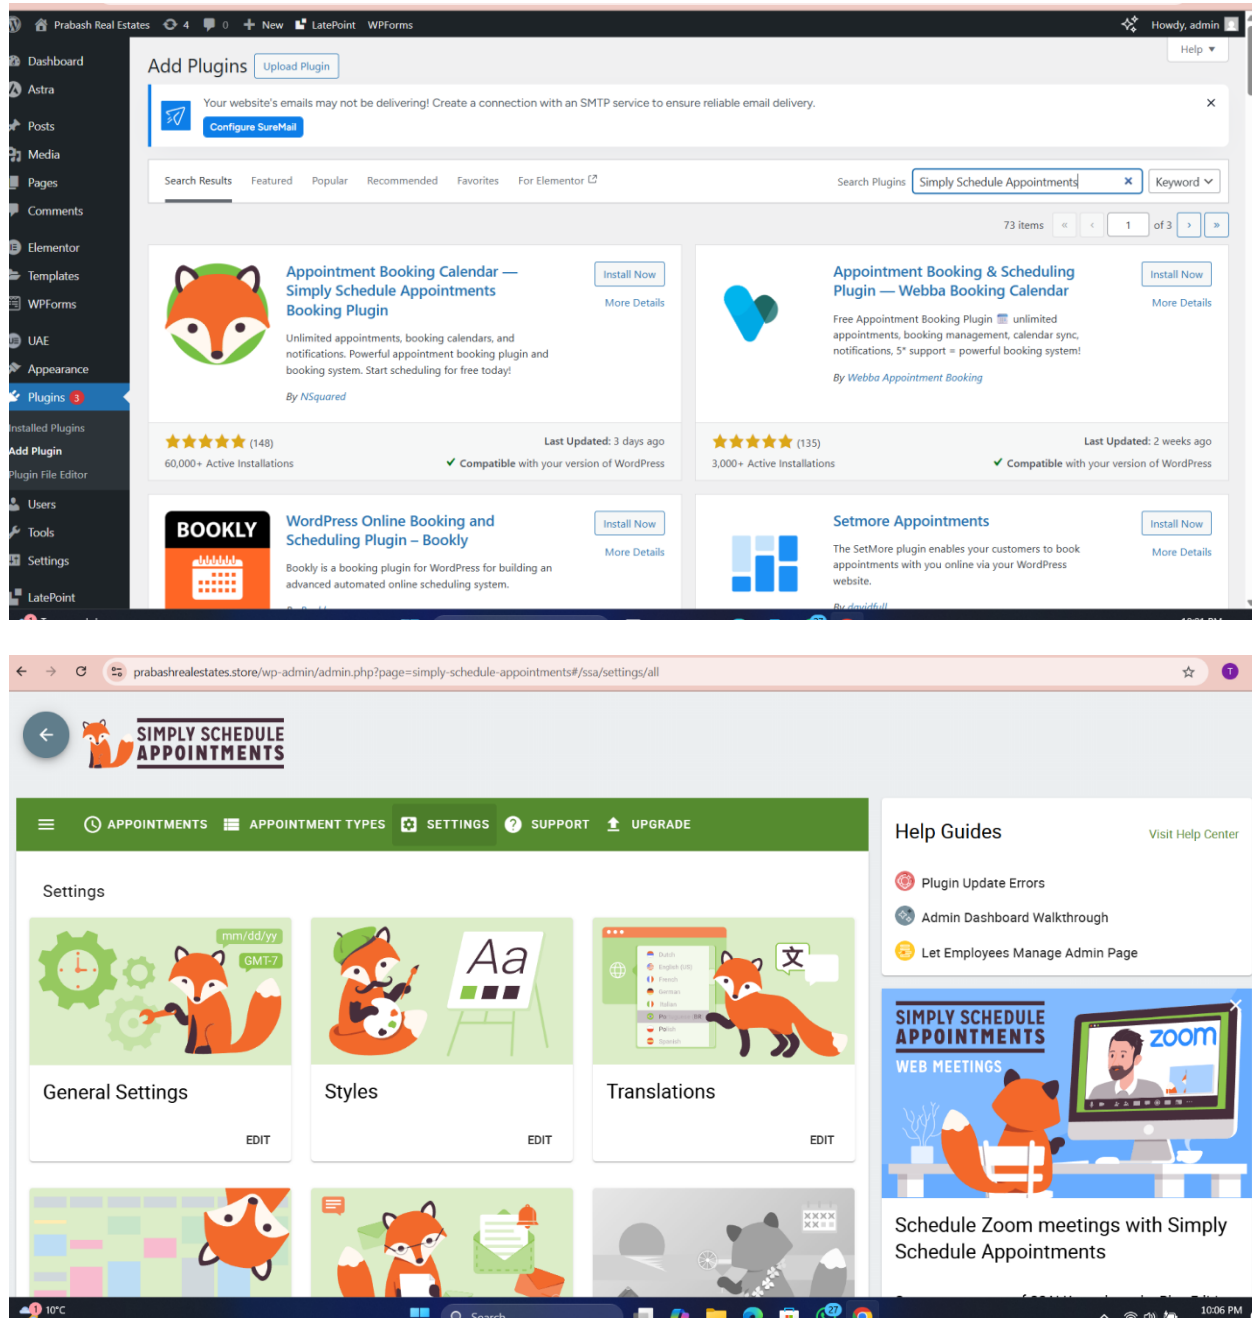 Prabash Real Estates 4 0 New LatePoint WPForms Howdy, admin
Help
Dashboard
Astra
Posts
Media
Pages
Comments
Elementor
Templates
WPForms
UAE
Appearance
Plugins 3
Installed Plugins
Add Plugin
Plugin File Editor
Users
Tools
Settings
LatePoint
Add Plugins Upload Plugin
Your website's emails may not be delivering! Create a connection with an SMTP service to ensure reliable email delivery.
Configure SureMail
Search Results Featured Popular Recommended Favorites For Elementor Search Plugins Simply Schedule Appointments Keyword
73 items « ‹ 1 of 3 › »
Appointment Booking Calendar —
Simply Schedule Appointments
Booking Plugin
Install Now
More Details
Unlimited appointments, booking calendars, and
notifications. Powerful appointment booking plugin and
booking system. Start scheduling for free today!
By NSquared
(148)
60,000+ Active Installations
Last Updated: 3 days ago
Compatible with your version of WordPress
Appointment Booking & Scheduling
Plugin — Webba Booking Calendar
Install Now
More Details
Free Appointment Booking Plugin unlimited
appointments, booking management, calendar sync,
notifications, 5* support = powerful booking system!
By Webba Appointment Booking
(135)
3,000+ Active Installations
Last Updated: 2 weeks ago
Compatible with your version of WordPress
BOOKLY
WordPress Online Booking and
Scheduling Plugin – Bookly
Install Now
More Details
Bookly is a booking plugin for WordPress for building an
advanced automated online scheduling system.
Setmore Appointments
Install Now
More Details
The SetMore plugin enables your customers to book
appointments with you online via your WordPress
website.
By davidfull
prabashrealestates.store/wp-admin/admin.php?page=simply-schedule-appointments#/ssa/settings/all
T
SIMPLY SCHEDULE
APPOINTMENTS
APPOINTMENTS APPOINTMENT TYPES SETTINGS SUPPORT UPGRADE
Settings
mm/dd/yy
GMT-7
General Settings
EDIT
Aa
Styles
EDIT
Dutch
English (US)
French
German
Italian
Polish
Spanish
文
Translations
EDIT
Help Guides Visit Help Center
Plugin Update Errors
Admin Dashboard Walkthrough
Let Employees Manage Admin Page
SIMPLY SCHEDULE
APPOINTMENTS
WEB MEETINGS
zoom
Schedule Zoom meetings with Simply
Schedule Appointments
XXXX
1
10°C
Search
27
10:06 PM